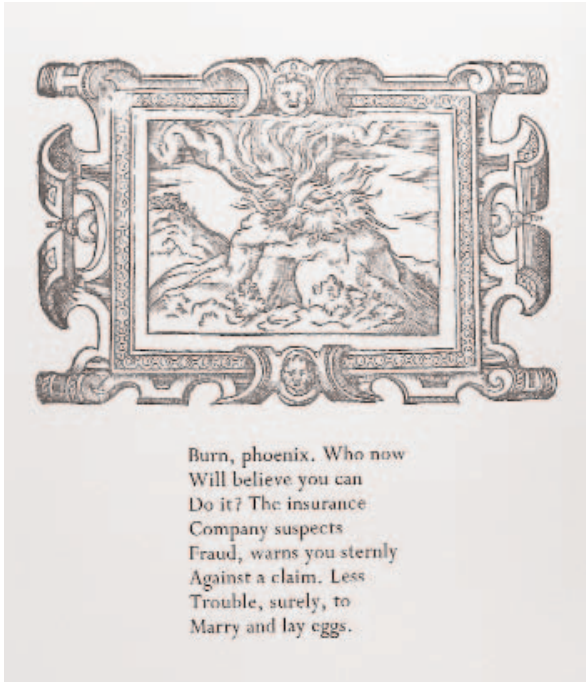 Burn, phoenix. Who now
Will believe you can
Do it? The insurance
Company suspects
Fraud, warns you sternly
Against a claim. Less
Trouble, surely, to
Marry and lay eggs.